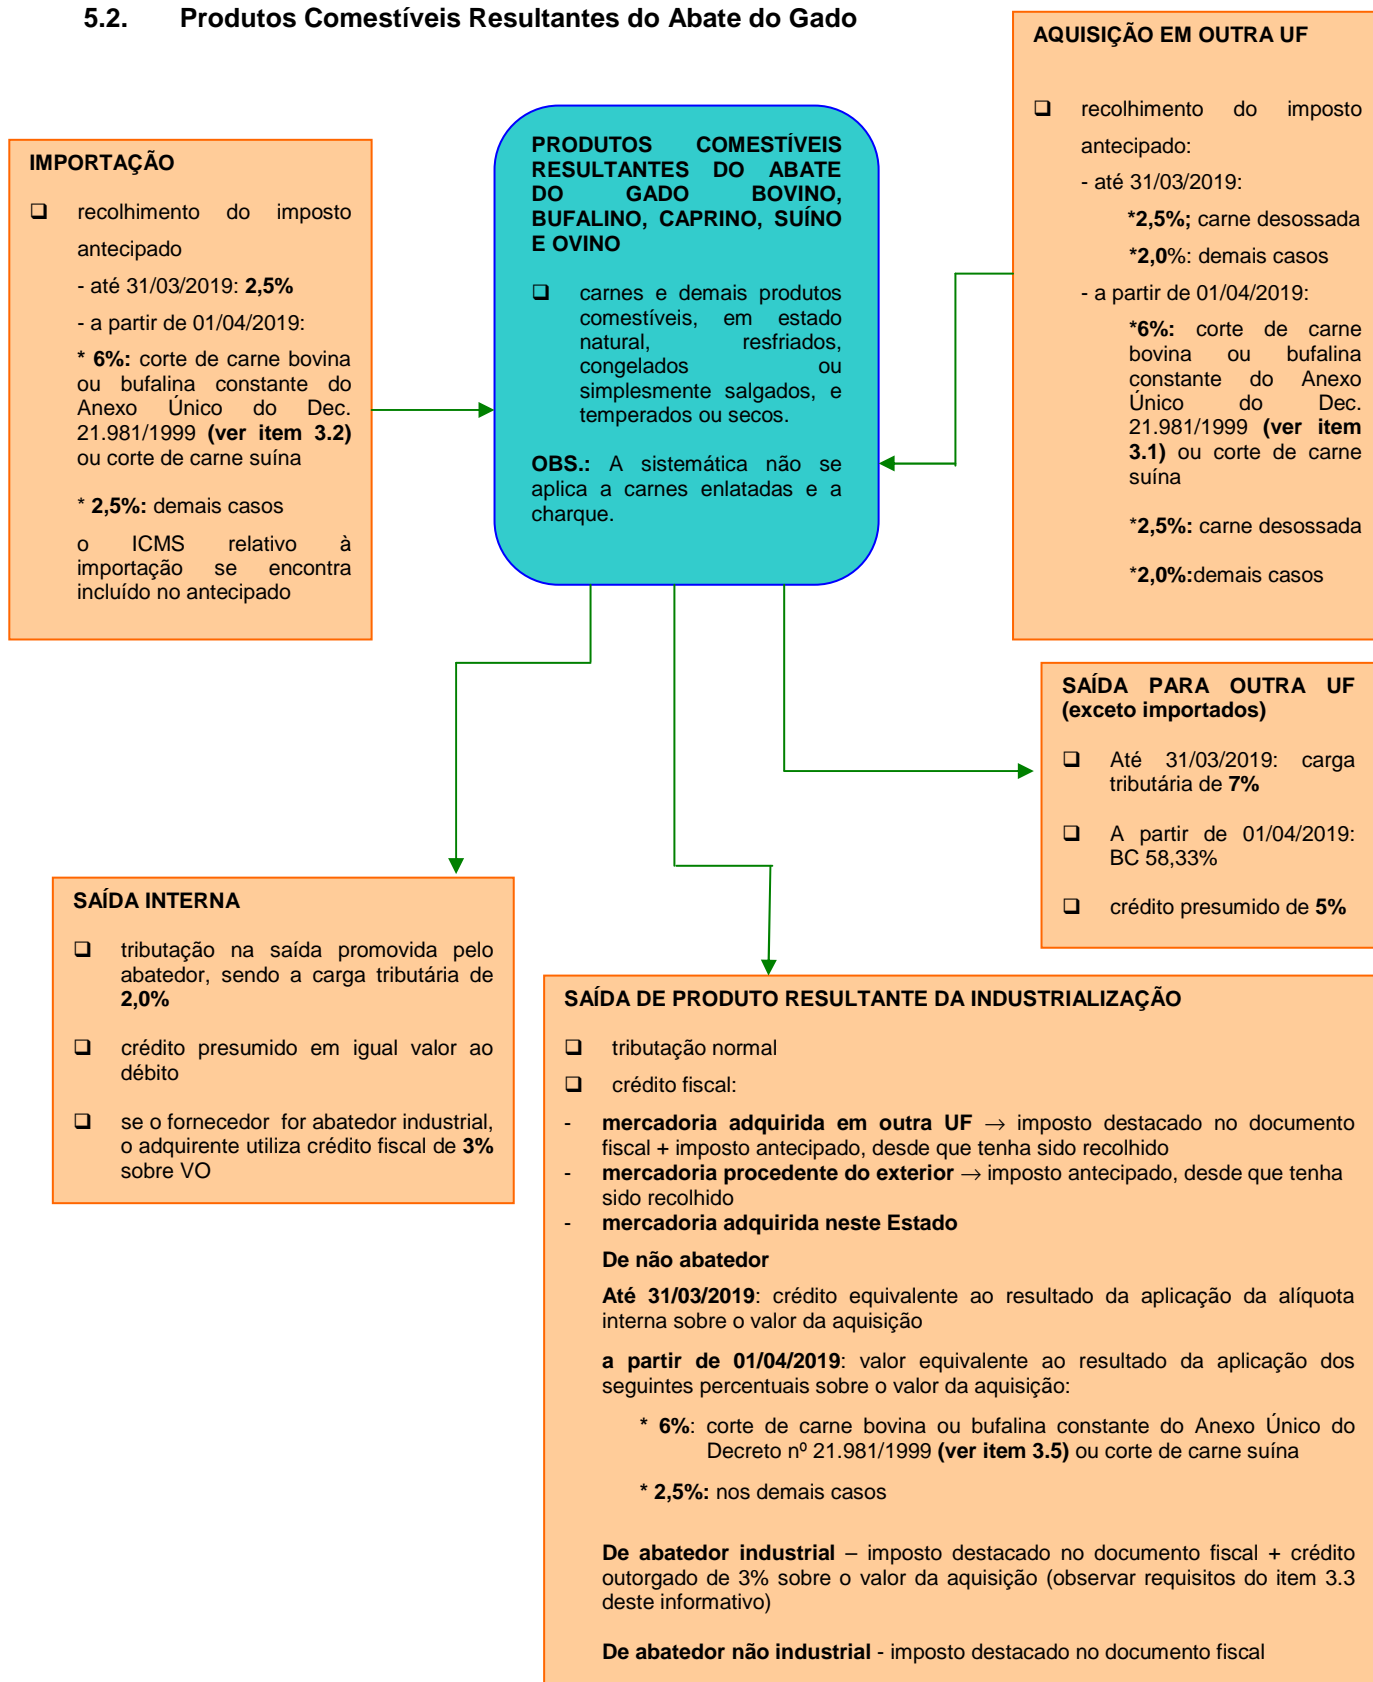 5.2. Produtos Comestíveis Resultantes do Abate do Gado
AQUISIÇÃO EM OUTRA UF
❑ recolhimento do imposto
antecipado:
- até 31/03/2019:
*2,5%; carne desossada
*2,0%: demais casos
- a partir de 01/04/2019:
*6%: corte de carne
bovina ou bufalina
constante do Anexo
Único do Dec.
21.981/1999 (ver item
3.1) ou corte de carne
suína
*2,5%: carne desossada
*2,0%:demais casos
IMPORTAÇÃO
❑ recolhimento do imposto
antecipado
- até 31/03/2019: 2,5%
- a partir de 01/04/2019:
* 6%: corte de carne bovina
ou bufalina constante do
Anexo Único do Dec.
21.981/1999 (ver item 3.2)
ou corte de carne suína
* 2,5%: demais casos
o ICMS relativo à
importação se encontra
incluído no antecipado
PRODUTOS COMESTÍVEIS
RESULTANTES DO ABATE
DO GADO BOVINO,
BUFALINO, CAPRINO, SUÍNO
E OVINO
❑ carnes e demais produtos
comestíveis, em estado
natural, resfriados,
congelados ou
simplesmente salgados, e
temperados ou secos.
OBS.: A sistemática não se
aplica a carnes enlatadas e a
charque.
SAÍDA PARA OUTRA UF
(exceto importados)
❑ Até 31/03/2019: carga
tributária de 7%
❑ A partir de 01/04/2019:
BC 58,33%
❑ crédito presumido de 5%
SAÍDA INTERNA
❑ tributação na saída promovida pelo
abatedor, sendo a carga tributária de
2,0%
❑ crédito presumido em igual valor ao
débito
❑ se o fornecedor for abatedor industrial,
o adquirente utiliza crédito fiscal de 3%
sobre VO
SAÍDA DE PRODUTO RESULTANTE DA INDUSTRIALIZAÇÃO
❑ tributação normal
❑ crédito fiscal:
- mercadoria adquirida em outra UF → imposto destacado no documento
fiscal + imposto antecipado, desde que tenha sido recolhido
- mercadoria procedente do exterior → imposto antecipado, desde que tenha
sido recolhido
- mercadoria adquirida neste Estado
De não abatedor
Até 31/03/2019: crédito equivalente ao resultado da aplicação da alíquota
interna sobre o valor da aquisição
a partir de 01/04/2019: valor equivalente ao resultado da aplicação dos
seguintes percentuais sobre o valor da aquisição:
* 6%: corte de carne bovina ou bufalina constante do Anexo Único do
Decreto nº 21.981/1999 (ver item 3.5) ou corte de carne suína
* 2,5%: nos demais casos
De abatedor industrial – imposto destacado no documento fiscal + crédito
outorgado de 3% sobre o valor da aquisição (observar requisitos do item 3.3
deste informativo)
De abatedor não industrial - imposto destacado no documento fiscal